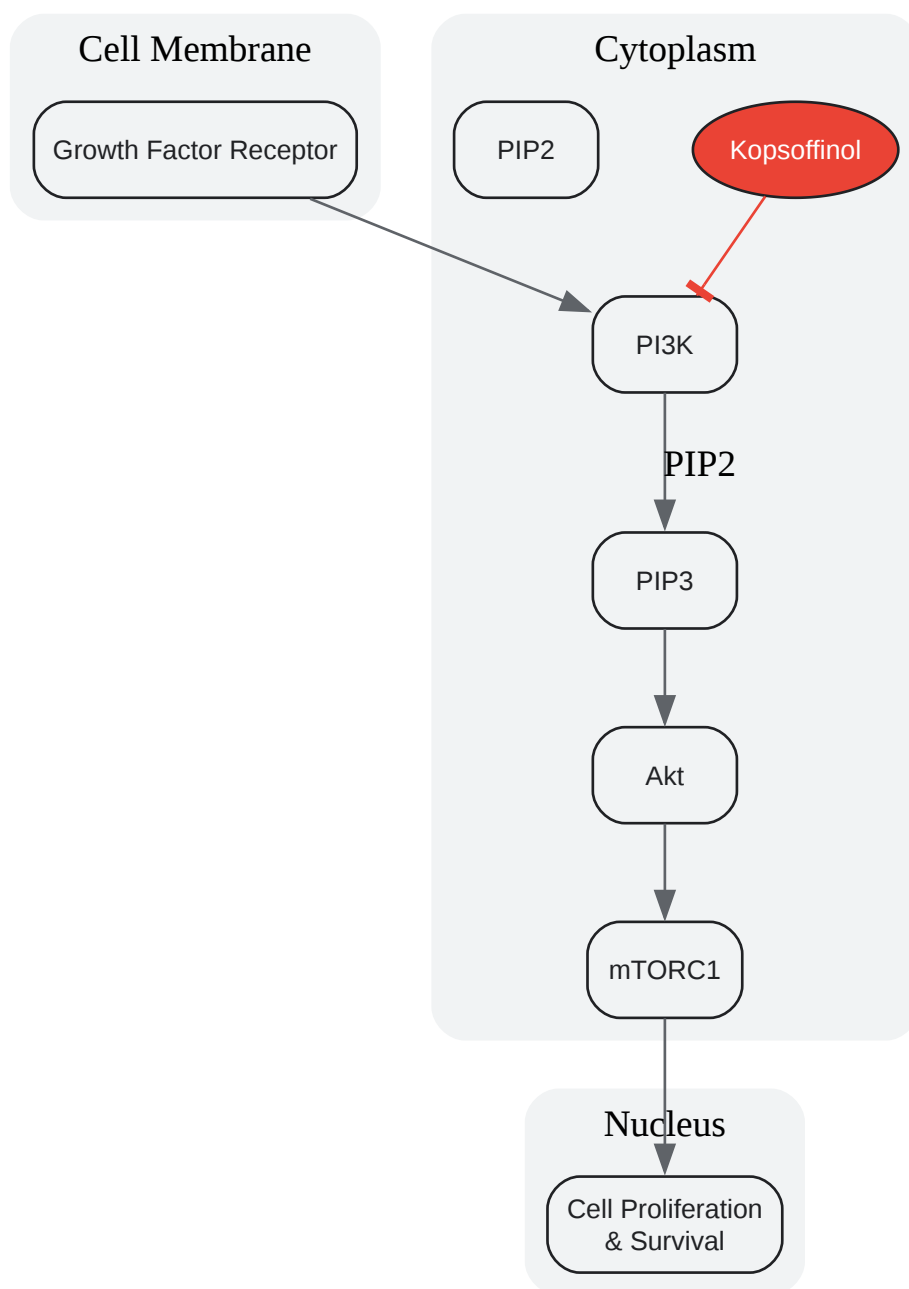 Cell Membrane
Cytoplasm
Growth Factor Receptor
PIP2
Kopsoffinol
PI3K
PIP2
PIP3
Akt
mTORC1
Nucleus
Cell Proliferation
& Survival